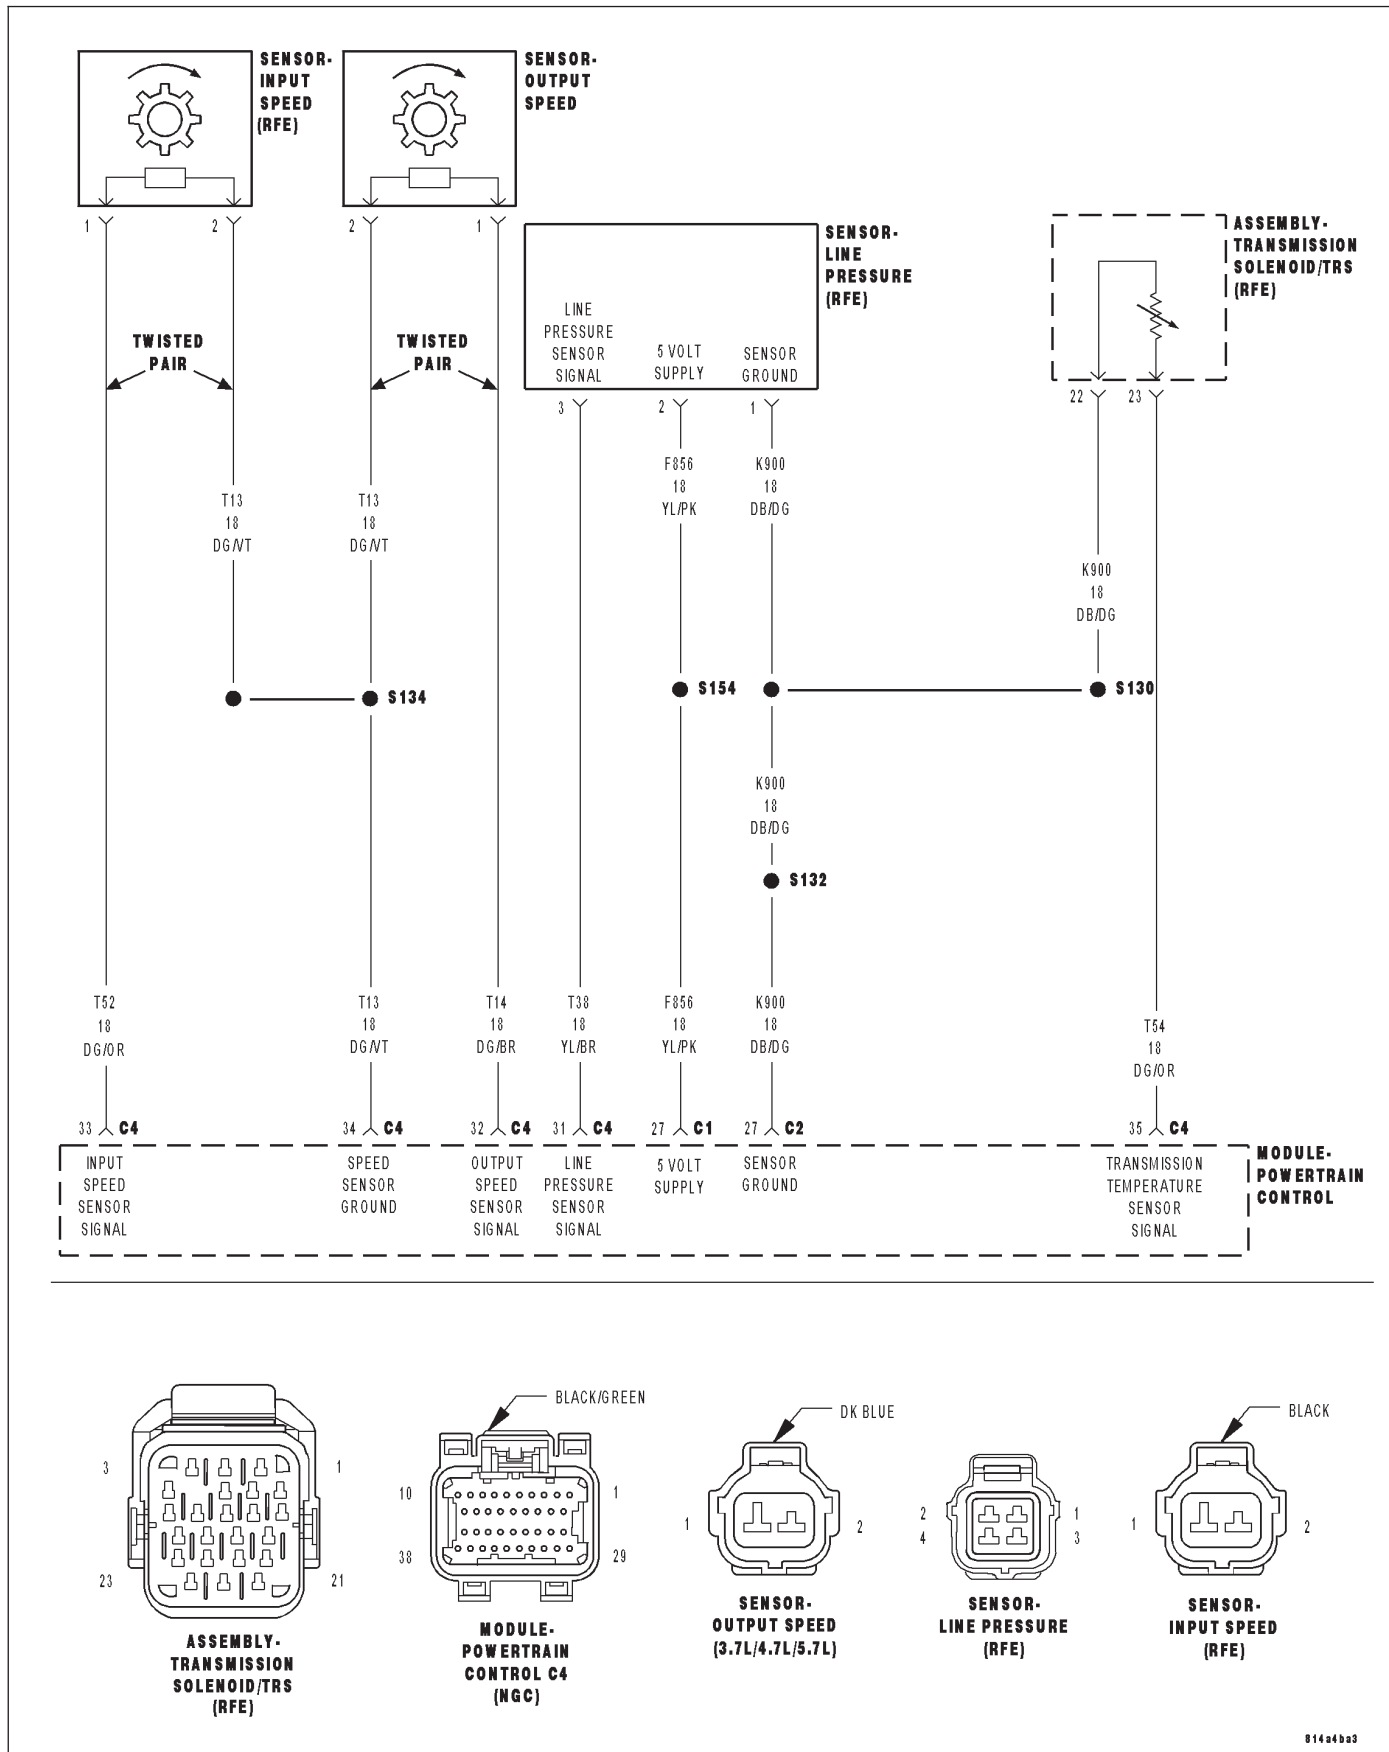 SENSOR-
INPUT
SPEED
(RFE)
SENSOR-
OUTPUT
SPEED
1
2
2
1
SENSOR-
LINE
PRESSURE
(RFE)
ASSEMBLY-
TRANSMISSION
SOLENOID/TRS
(RFE)
LINE
PRESSURE
SENSOR
SIGNAL
5 VOLT
SUPPLY
SENSOR
GROUND
TWISTED
PAIR
TWISTED
PAIR
3
2
1
22
23
T13
18
DG/VT
T13
18
DG/VT
F856
18
YL/PK
K900
18
DB/DG
K900
18
DB/DG
S134
S154
S130
K900
18
DB/DG
S132
T52
18
DG/OR
T13
18
DG/VT
T14
18
DG/BR
T38
18
YL/BR
F856
18
YL/PK
K900
18
DB/DG
T54
18
DG/OR
33 C4
34 C4
32 C4
31 C4
27 C1
27 C2
35 C4
INPUT
SPEED
SENSOR
SIGNAL
SPEED
SENSOR
GROUND
OUTPUT
SPEED
SENSOR
SIGNAL
LINE
PRESSURE
SENSOR
SIGNAL
5 VOLT
SUPPLY
SENSOR
GROUND
TRANSMISSION
TEMPERATURE
SENSOR
SIGNAL
MODULE-
POWERTRAIN
CONTROL
3
1
23
21
ASSEMBLY-
TRANSMISSION
SOLENOID/TRS
(RFE)
BLACK/GREEN
10
1
38
29
MODULE-
POWERTRAIN
CONTROL C4
(NGC)
DK BLUE
1
2
SENSOR-
OUTPUT SPEED
(3.7L/4.7L/5.7L)
2
1
4
3
SENSOR-
LINE PRESSURE
(RFE)
BLACK
1
2
SENSOR-
INPUT SPEED
(RFE)
814a4ba3